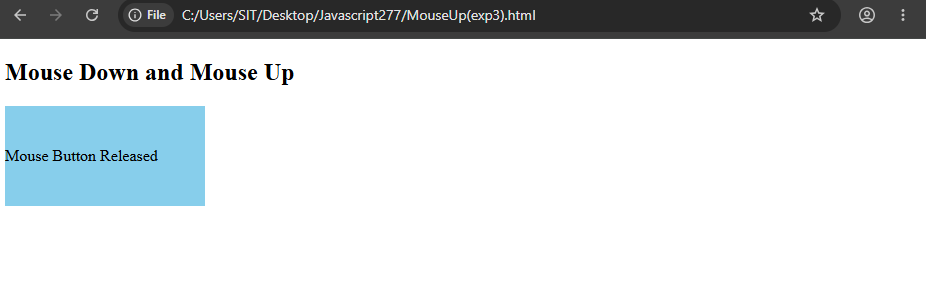 File C:/Users/SIT/Desktop/Javascript277/MouseUp(exp3).html
Mouse Down and Mouse Up
Mouse Button Released